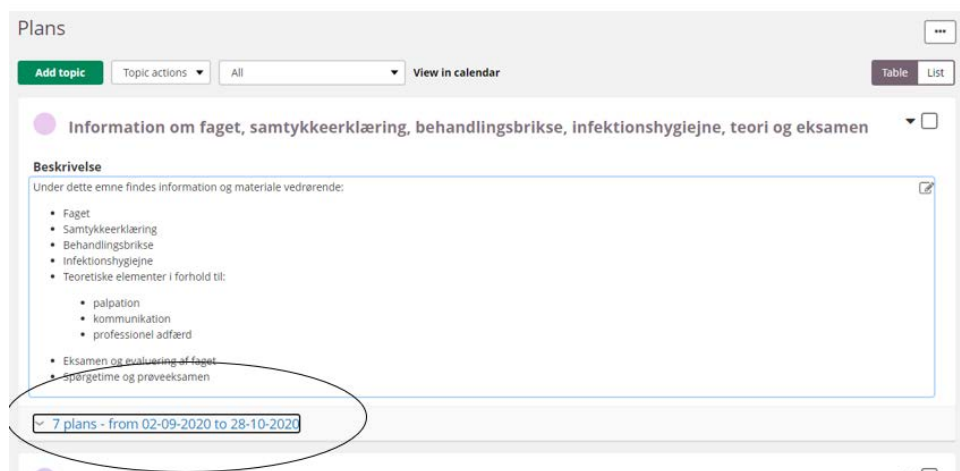 Plans
Add topic Topic actions All View in calendar Table List
Information om faget, samtykkeerklæring, behandlingsbrikse, infektionshygiejne, teori og eksamen
Beskrivelse
Under dette emne findes information og materiale vedrørende:
Faget
Samtykkeerklæring
Behandlingsbrikse
Infektionshygiejne
Teoretiske elementer i forhold til:
palpation
kommunikation
professionel adfærd
Eksamen og evaluering af faget
Spørgetime og prøveeksamen
7 plans - from 02-09-2020 to 28-10-2020